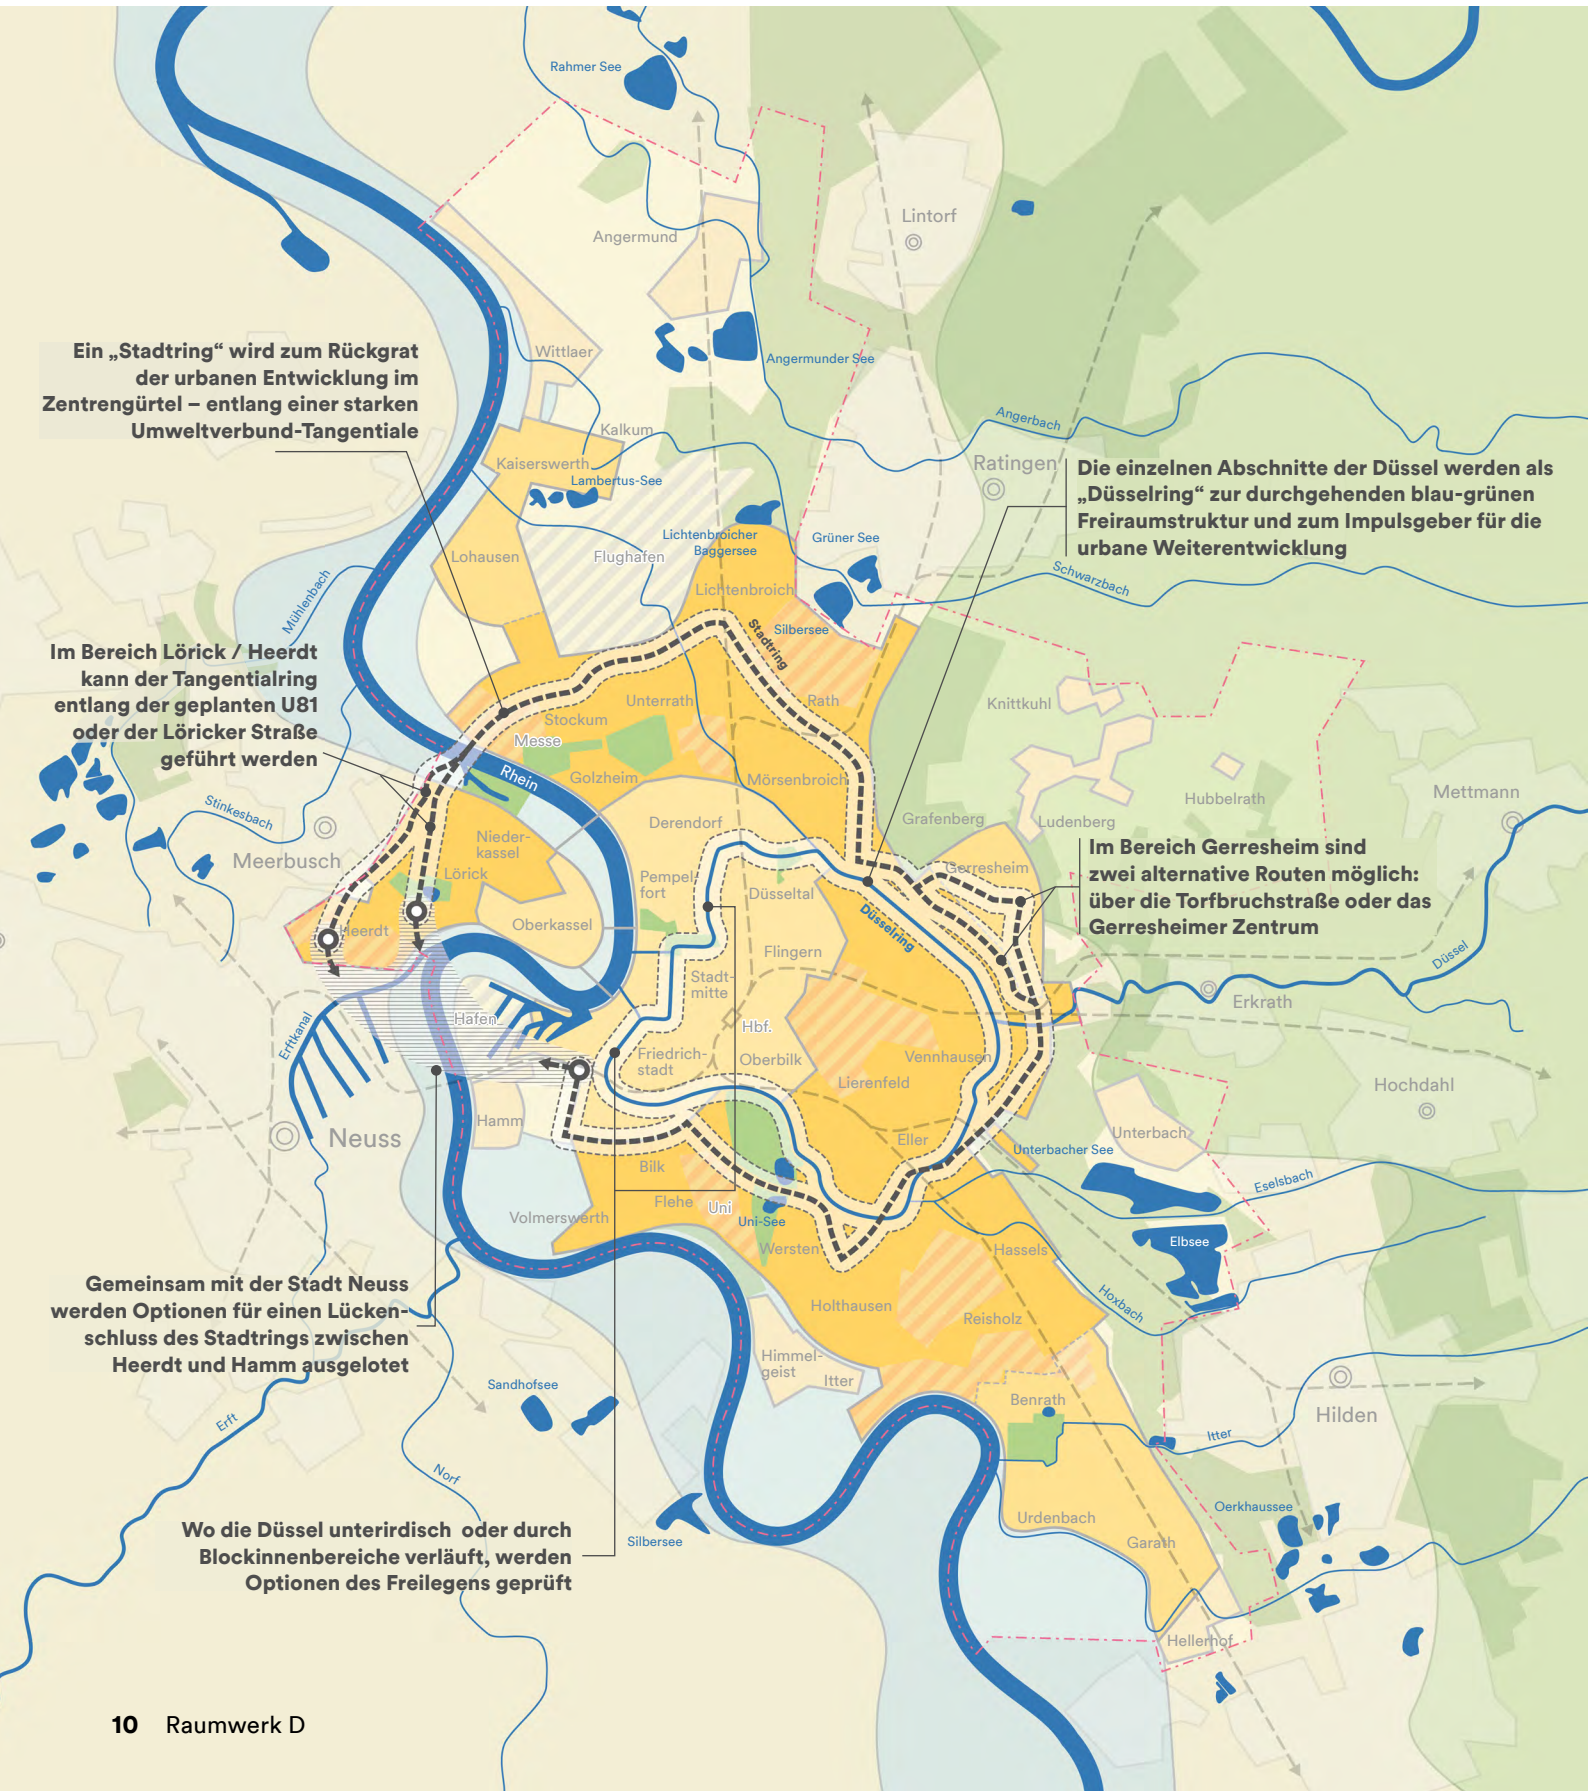 Rahmer See
Lintorf
Angermund
Ein „Stadtring“ wird zum Rückgrat
der urbanen Entwicklung im
Zentrengürtel – entlang einer starken
Umweltverbund-Tangentiale
Wittlaer
Angermunder See
Kalkum
Angerbach
Kaiserswerth
Lambertus-See
Ratingen
Die einzelnen Abschnitte der Düssel werden als
„Düsselring“ zur durchgehenden blau-grünen
Freiraumstruktur und zum Impulsgeber für die
urbane Weiterentwicklung
Lohausen
Flughafen
Lichtenbroicher
Baggersee
Grüner See
Lichtenbroich
Schwarzbach
Mühlenbach
Silbersee
Stadtring
Im Bereich Lörick / Heerdt
kann der Tangentialring
entlang der geplanten U81
oder der Löricker Straße
geführt werden
Unterrath
Rath
Knittkuhl
Stockum
Messe
Rhein
Golzheim
Mörsenbroich
Hubbelrath
Mettmann
Stinkesbach
Meerbusch
Nieder-
kassel
Derendorf
Grafenberg
Ludenberg
Lörick
Pempel-
fort
Düsseltal
Gerresheim
Im Bereich Gerresheim sind
zwei alternative Routen möglich:
über die Torfbruchstraße oder das
Gerresheimer Zentrum
Heerdt
Oberkassel
Düsselring
Flingern
Düssel
Stadt-
mitte
Erkrath
Hafen
Erftkanal
Hbf.
Friedrich-
stadt
Oberbilk
Vennhausen
Lierenfeld
Hochdahl
Neuss
Hamm
Eller
Unterbach
Unterbacher See
Bilk
Eselsbach
Flehe
Uni
Uni-See
Volmerswerth
Wersten
Hassels
Elbsee
Gemeinsam mit der Stadt Neuss
werden Optionen für einen Lücken-
schluss des Stadtrings zwischen
Heerdt und Hamm ausgelotet
Holthausen
Reisholz
Hoxbach
Himmel-
geist
Itter
Sandhofsee
Benrath
Hilden
Erft
Itter
Norf
Wo die Düssel unterirdisch oder durch
Blockinnenbereiche verläuft, werden
Optionen des Freilegens geprüft
Silbersee
Urdenbach
Garath
Oerkhaussee
Hellerhof
10 Raumwerk D